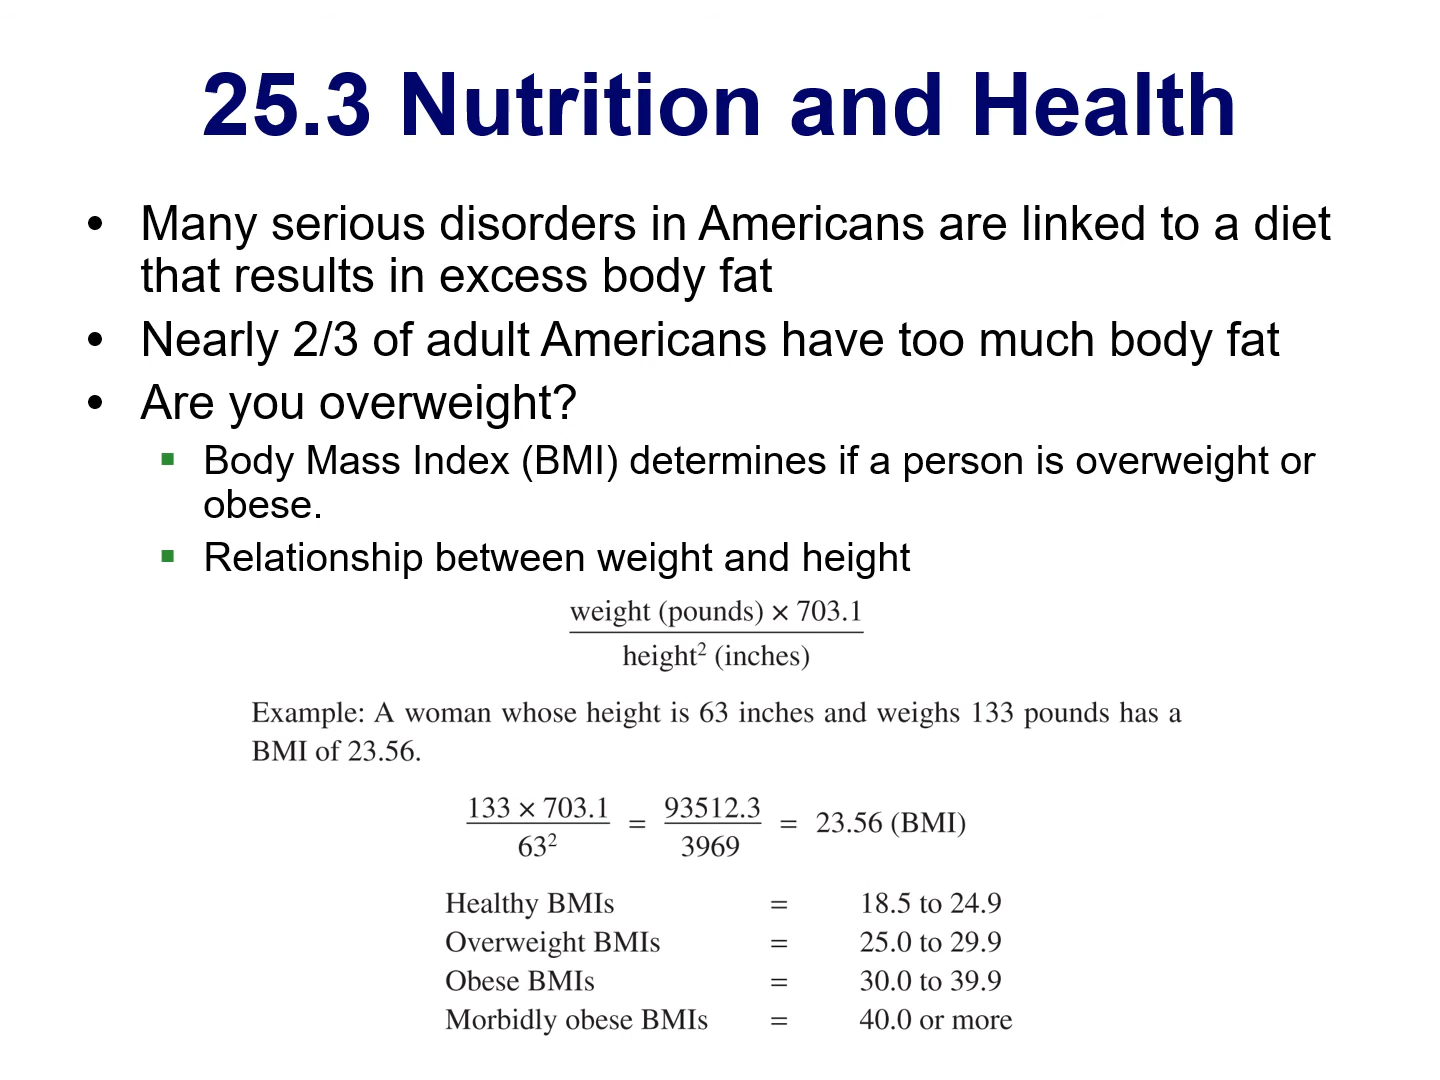 25.3 Nutrition and Health
• Many serious disorders in Americans are linked to a diet
that results in excess body fat
• Nearly 2/3 of adult Americans have too much body fat
• Are you overweight?
▪ Body Mass Index (BMI) determines if a person is overweight or
obese.
▪ Relationship between weight and height
weight (pounds) × 703.1
height² (inches)
Example: A woman whose height is 63 inches and weighs 133 pounds has a
BMI of 23.56.
133 × 703.1 = 93512.3 = 23.56 (BMI)
63² 3969
Healthy BMIs = 18.5 to 24.9
Overweight BMIs = 25.0 to 29.9
Obese BMIs = 30.0 to 39.9
Morbidly obese BMIs = 40.0 or more